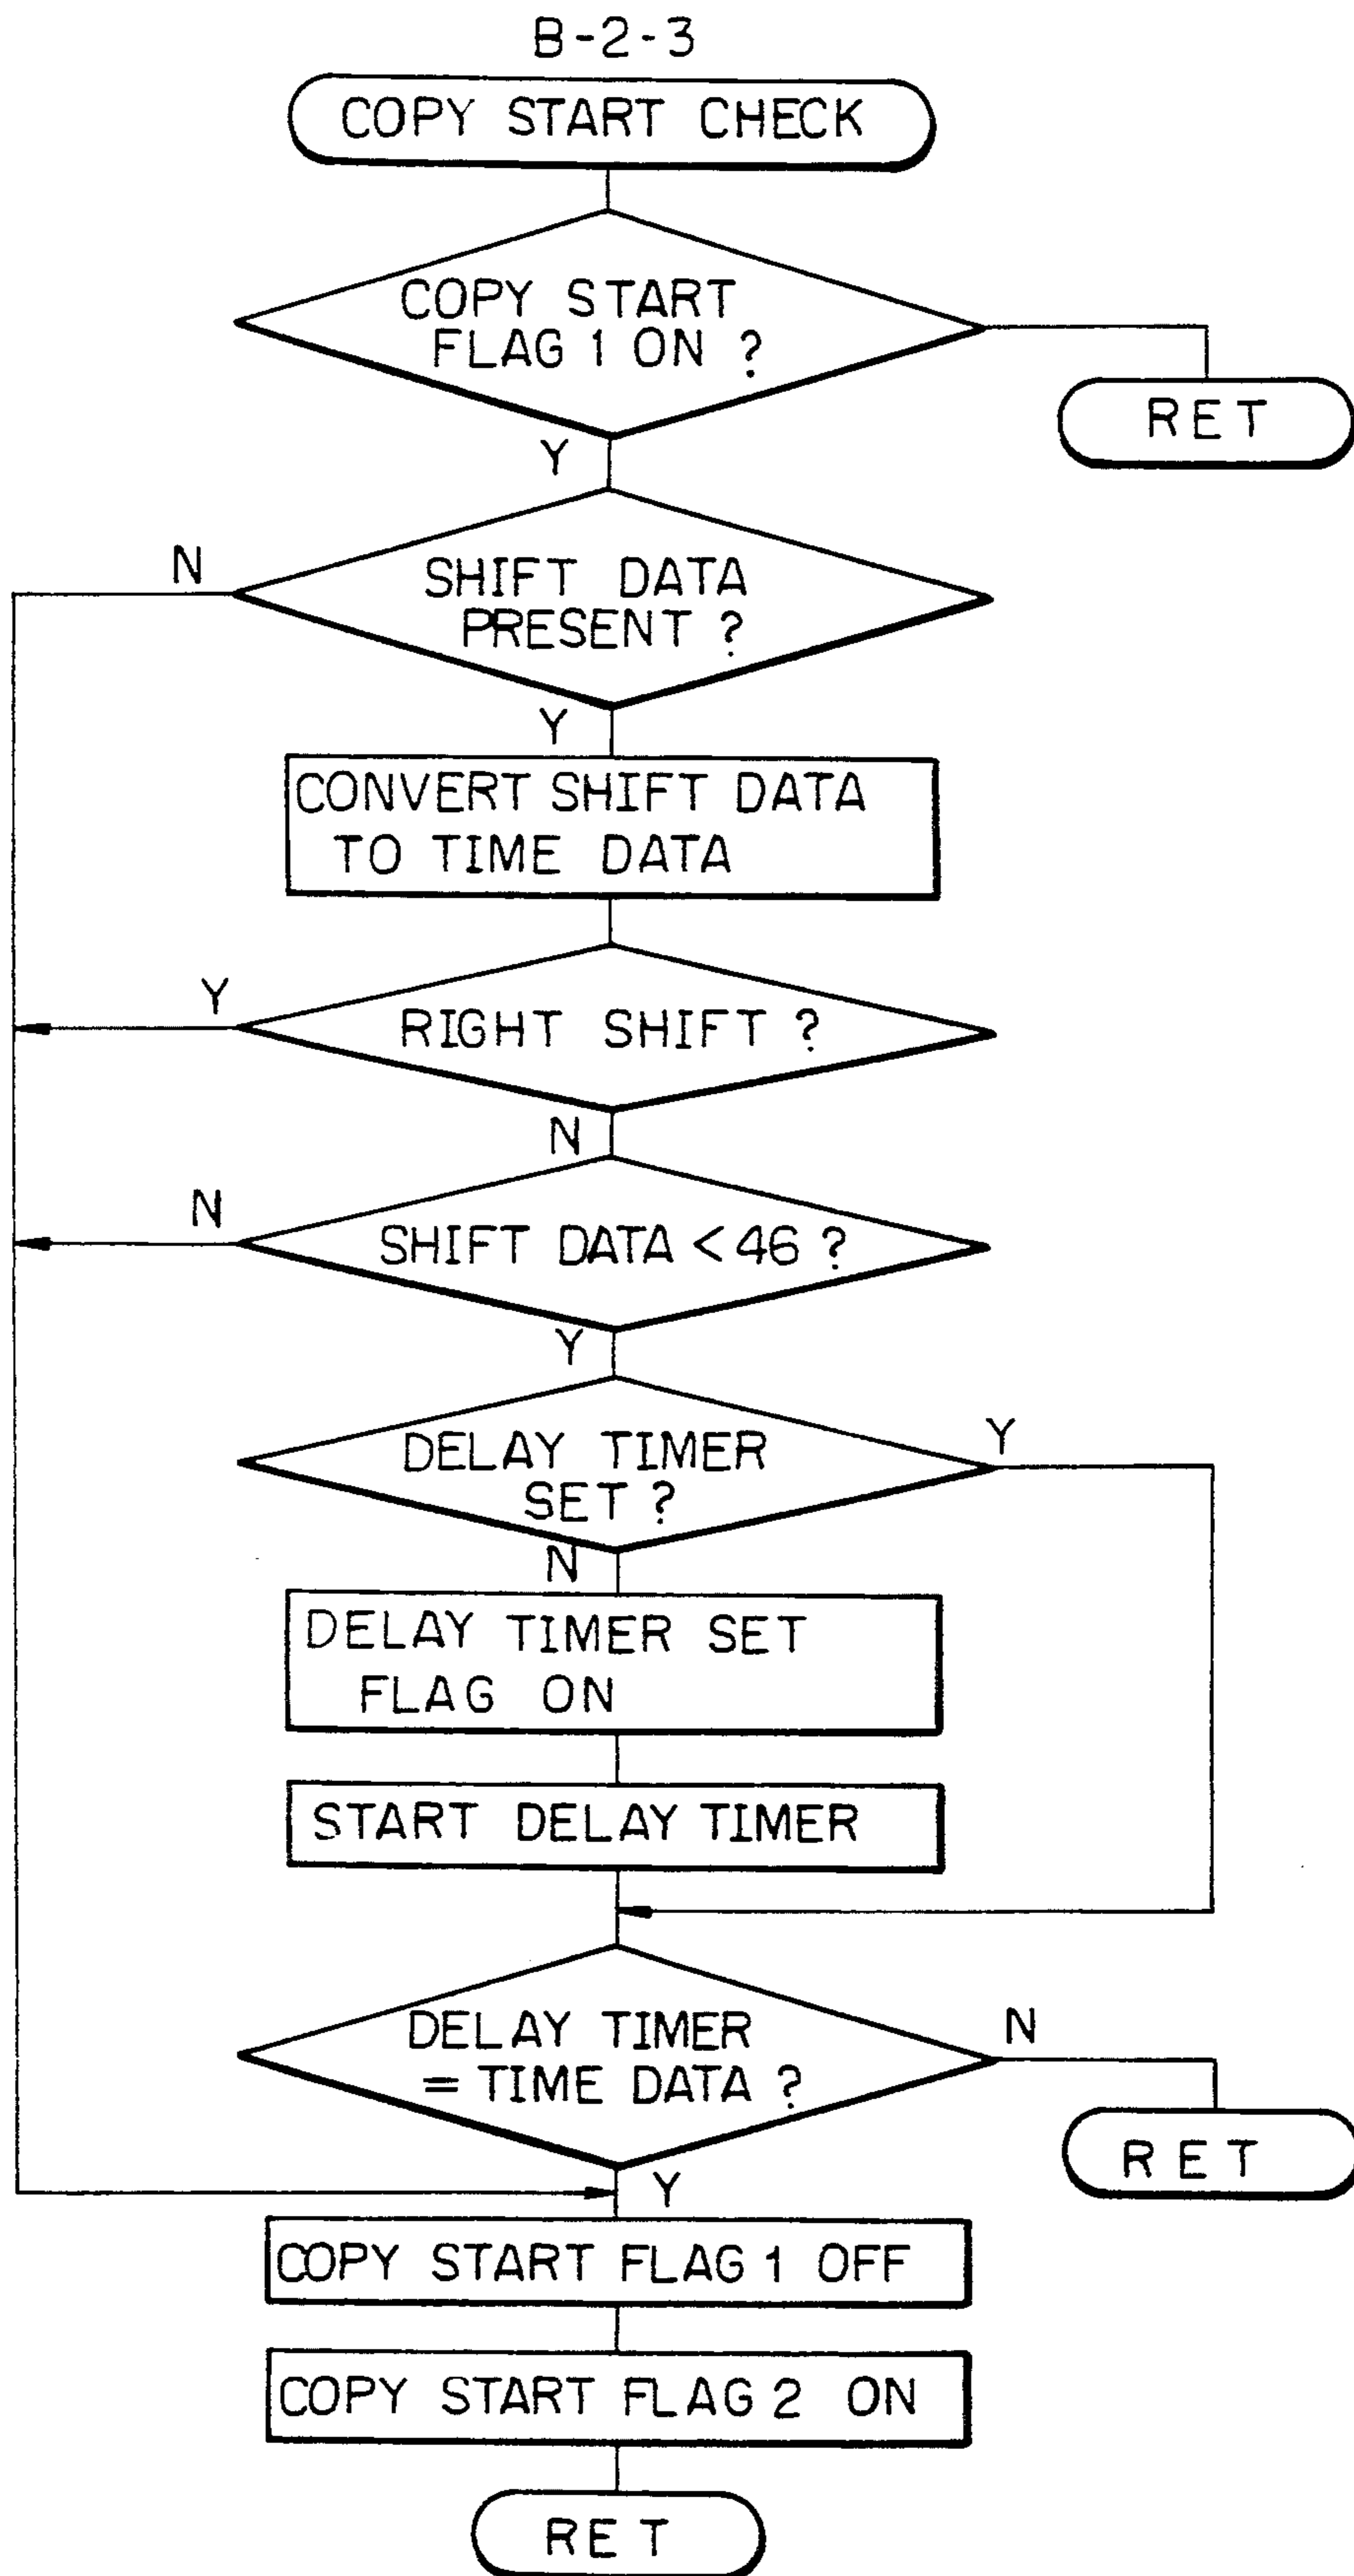 B-2-3
COPY START CHECK
COPY START
FLAG 1 ON ?
RET
Y
N
SHIFT DATA
PRESENT ?
Y
CONVERT SHIFT DATA
TO TIME DATA
Y
RIGHT SHIFT ?
N
N
SHIFT DATA < 46 ?
Y
DELAY TIMER
SET ?
Y
N
DELAY TIMER SET
FLAG ON
START DELAY TIMER
DELAY TIMER
= TIME DATA ?
N
RET
Y
COPY START FLAG 1 OFF
COPY START FLAG 2 ON
RET